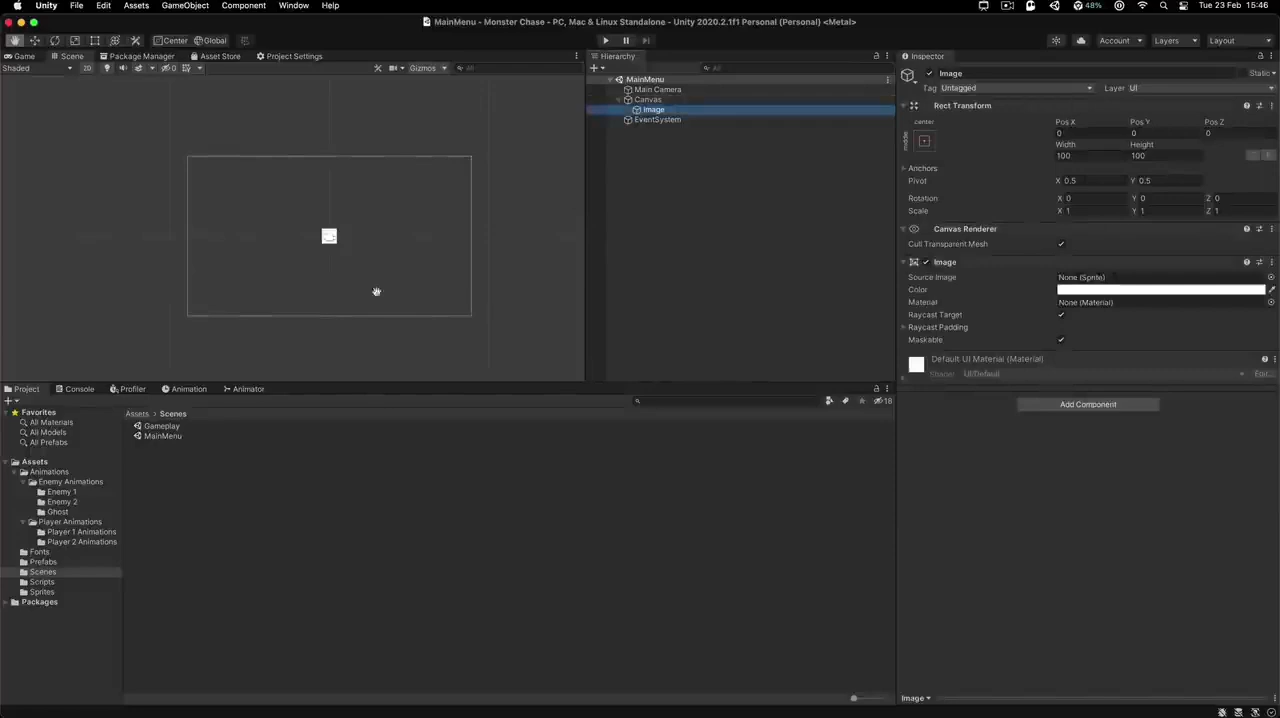 Unity File Edit Assets GameObject Component Window Help 48% Tue 23 Feb 15:46
MainMenu - Monster Chase - PC, Mac & Linux Standalone - Unity 2020.2.1f1 Personal (Personal) <Metal>
Center Global Account Layers Layout
Game Scene Package Manager Asset Store Project Settings
Shaded 2D 0 Gizmos All
Hierarchy
All
MainMenu
Main Camera
Canvas
Image
EventSystem
Inspector
Image Static
Tag Untagged Layer UI
Rect Transform
center
middle
Pos X Pos Y Pos Z
0 0 0
Width Height
100 100
Anchors
Pivot X 0.5 Y 0.5
Rotation X 0 Y 0 Z 0
Scale X 1 Y 1 Z 1
Canvas Renderer
Cull Transparent Mesh
Image
Source Image None (Sprite)
Color
Material None (Material)
Raycast Target
Raycast Padding
Maskable
Default UI Material (Material)
Shader UI/Default Edit...
Add Component
Image
Project Console Profiler Animation Animator
18
Favorites
All Materials
All Models
All Prefabs
Assets
Animations
Enemy Animations
Enemy 1
Enemy 2
Ghost
Player Animations
Player 1 Animations
Player 2 Animations
Fonts
Prefabs
Scenes
Scripts
Sprites
Packages
Assets > Scenes
Gameplay
MainMenu